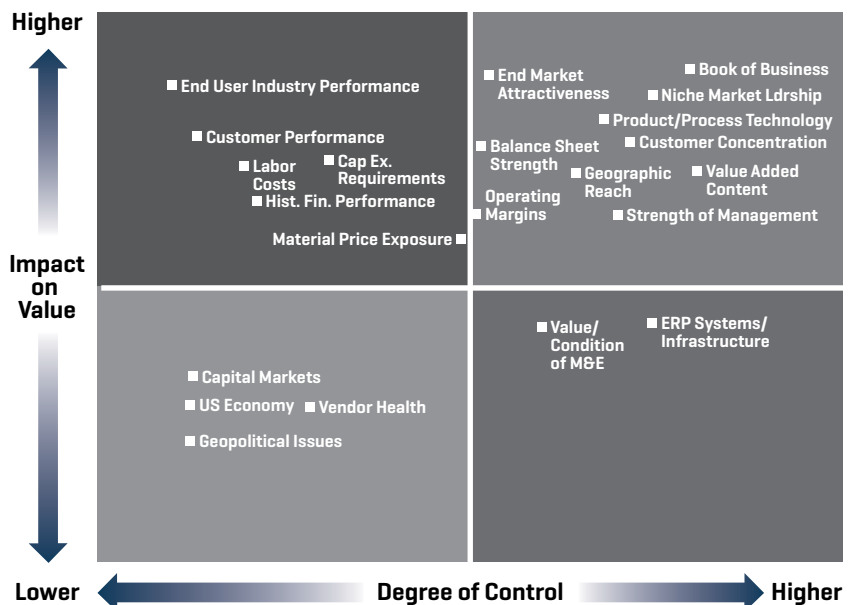 Higher
Impact
on
Value
Lower
End User Industry Performance
Customer Performance
Labor
Costs
Cap Ex.
Requirements
Hist. Fin. Performance
Material Price Exposure
End Market
Attractiveness
Book of Business
Niche Market Ldrship
Product/Process Technology
Customer Concentration
Balance Sheet
Strength
Geographic
Reach
Value Added
Content
Operating
Margins
Strength of Management
Capital Markets
US Economy
Vendor Health
Geopolitical Issues
Value/
Condition
of M&E
ERP Systems/
Infrastructure
Degree of Control
Higher